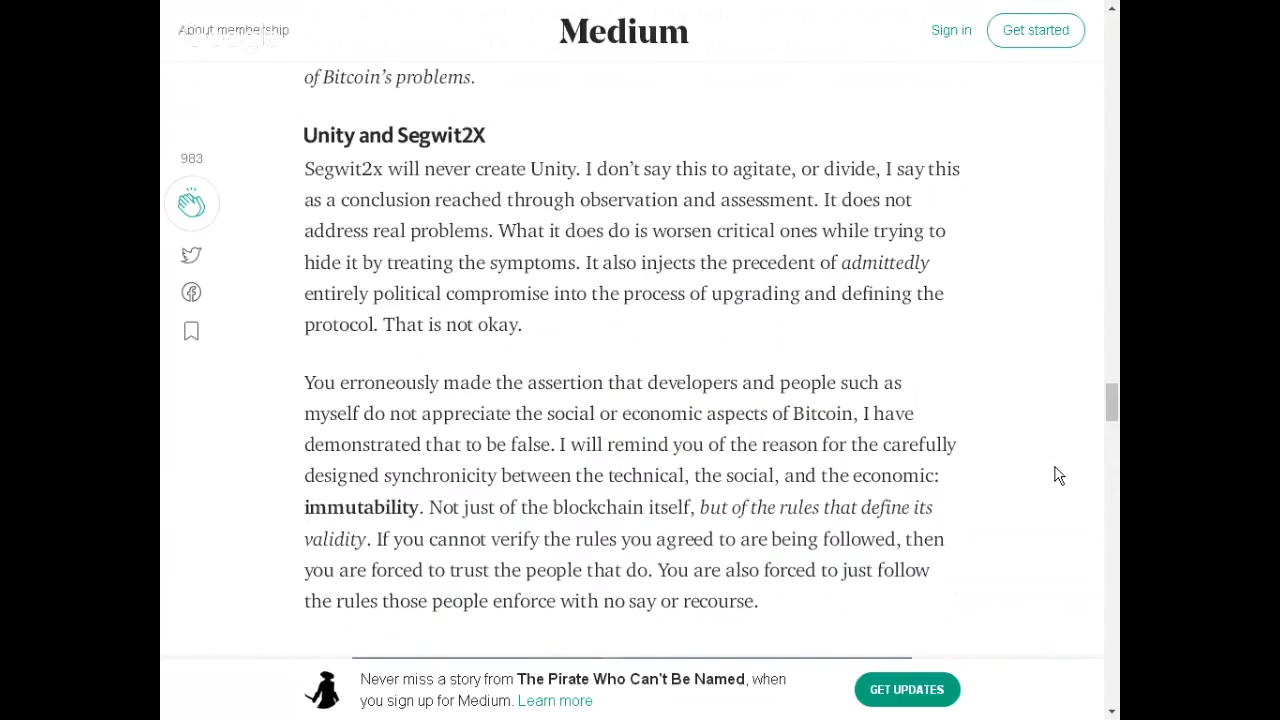 About membership
Medium
Sign in
Get started
of Bitcoin's problems.
Unity and Segwit2X
983
Segwit2x will never create Unity. I don't say this to agitate, or divide, I say this
as a conclusion reached through observation and assessment. It does not
address real problems. What it does do is worsen critical ones while trying to
hide it by treating the symptoms. It also injects the precedent of admittedly
entirely political compromise into the process of upgrading and defining the
protocol. That is not okay.
You erroneously made the assertion that developers and people such as
myself do not appreciate the social or economic aspects of Bitcoin, I have
demonstrated that to be false. I will remind you of the reason for the carefully
designed synchronicity between the technical, the social, and the economic:
immutability. Not just of the blockchain itself, but of the rules that define its
validity. If you cannot verify the rules you agreed to are being followed, then
you are forced to trust the people that do. You are also forced to just follow
the rules those people enforce with no say or recourse.
Never miss a story from The Pirate Who Can't Be Named, when
you sign up for Medium. Learn more
GET UPDATES